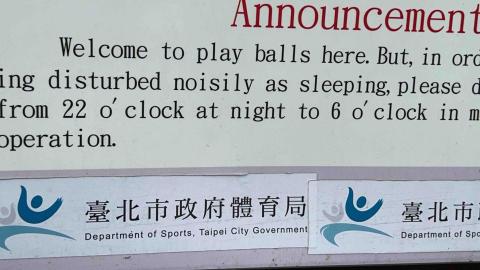 Announcement
Welcome to play balls here. But, in
ing disturbed noisily as sleeping, please
from 22 o'clock at night to 6 o'clock in
operation.
臺北市政府體育局
Department of Sports, Taipei City Government
臺北市
Department of